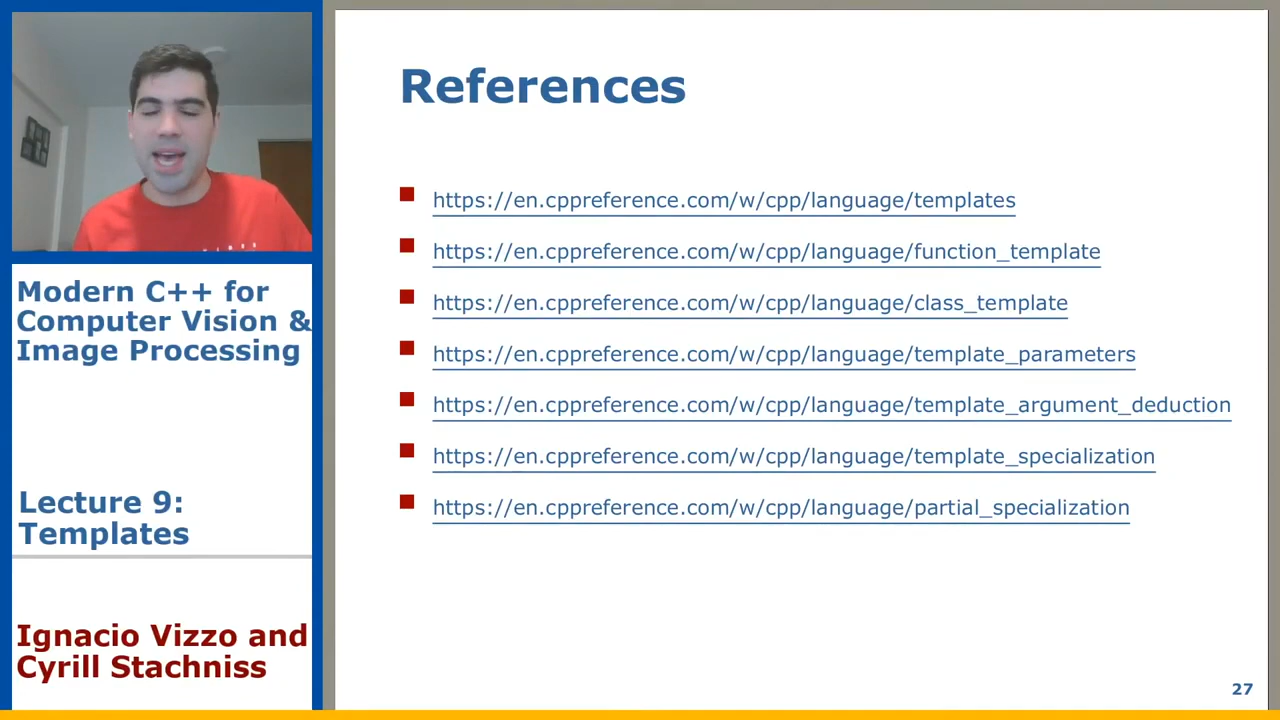 Modern C++ for
Computer Vision &
Image Processing
Lecture 9:
Templates
Ignacio Vizzo and
Cyrill Stachniss
References
https://en.cppreference.com/w/cpp/language/templates
https://en.cppreference.com/w/cpp/language/function_template
https://en.cppreference.com/w/cpp/language/class_template
https://en.cppreference.com/w/cpp/language/template_parameters
https://en.cppreference.com/w/cpp/language/template_argument_deduction
https://en.cppreference.com/w/cpp/language/template_specialization
https://en.cppreference.com/w/cpp/language/partial_specialization
27